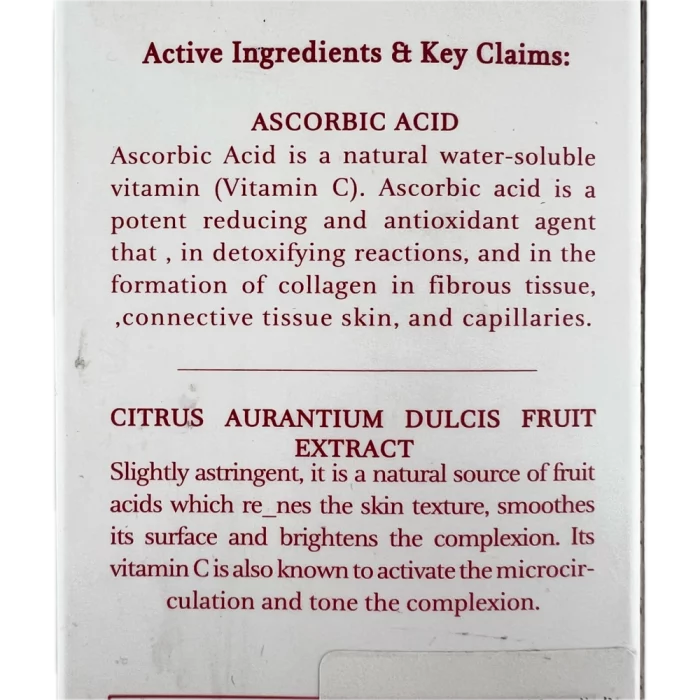 Active Ingredients & Key Claims:
ASCORBIC ACID
Ascorbic Acid is a natural water-soluble
vitamin (Vitamin C). Ascorbic acid is a
potent reducing and antioxidant agent
that , in detoxifying reactions, and in the
formation of collagen in fibrous tissue,
,connective tissue skin, and capillaries.
CITRUS AURANTIUM DULCIS FRUIT
EXTRACT
Slightly astringent, it is a natural source of fruit
acids which re_nes the skin texture, smoothes
its surface and brightens the complexion. Its
vitamin C is also known to activate the microcir-
culation and tone the complexion.